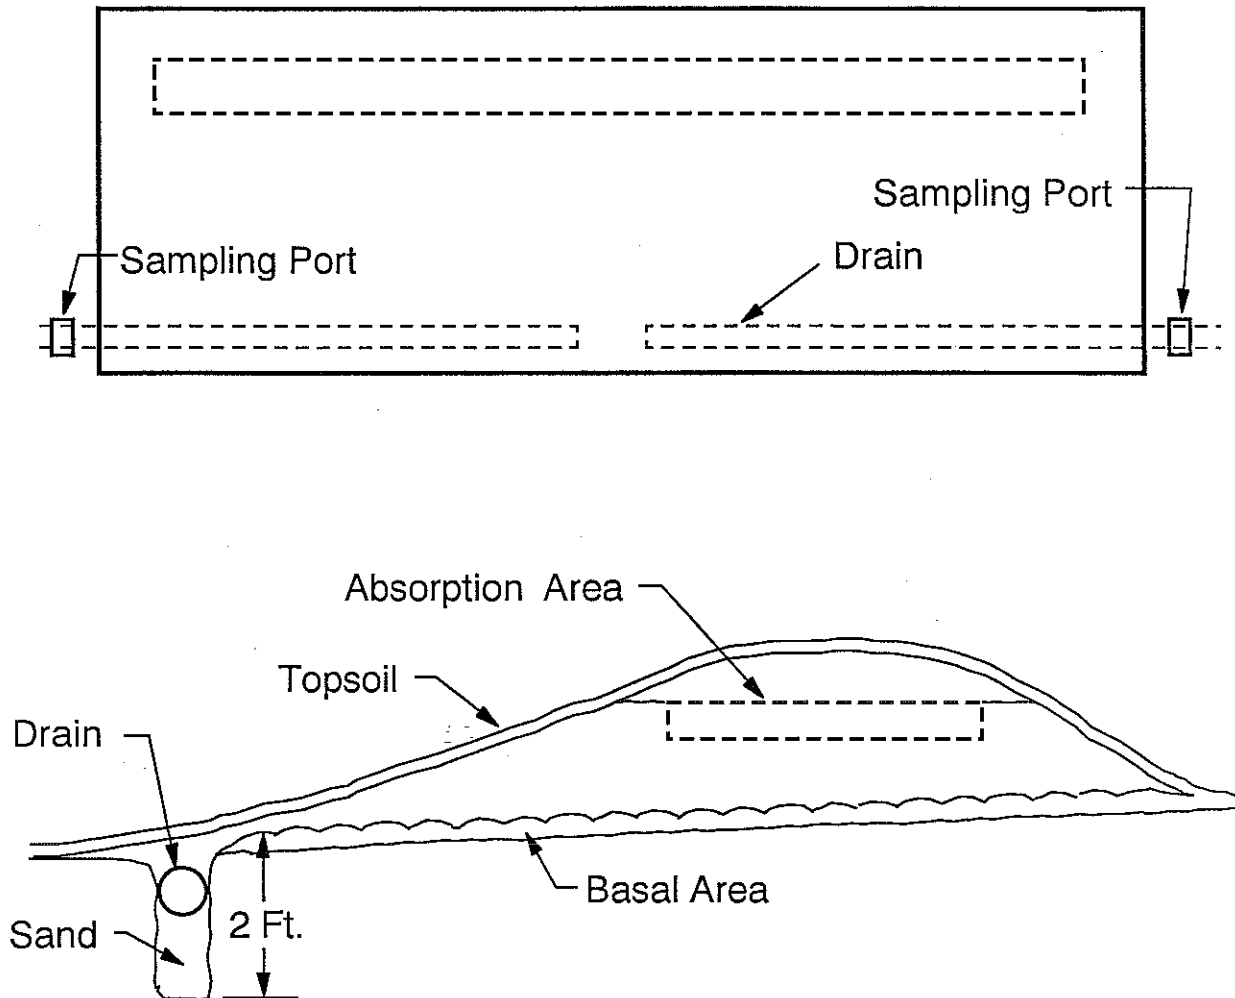 Sampling Port
Sampling Port
Drain
Absorption Area
Topsoil
Drain
Basal Area
2 Ft.
Sand